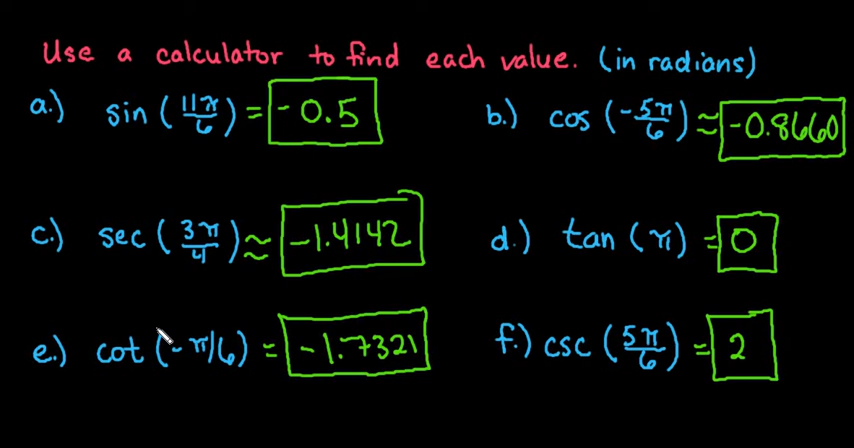 Use a calculator to find each value. (in radians)
a.) sin (11π/6) = -0.5
b.) cos (-5π/6) ≈ -0.8660
c.) sec (3π/4) ≈ -1.4142
d.) tan (π) = 0
e.) cot (-π/6) = -1.7321
f.) csc (5π/6) = 2